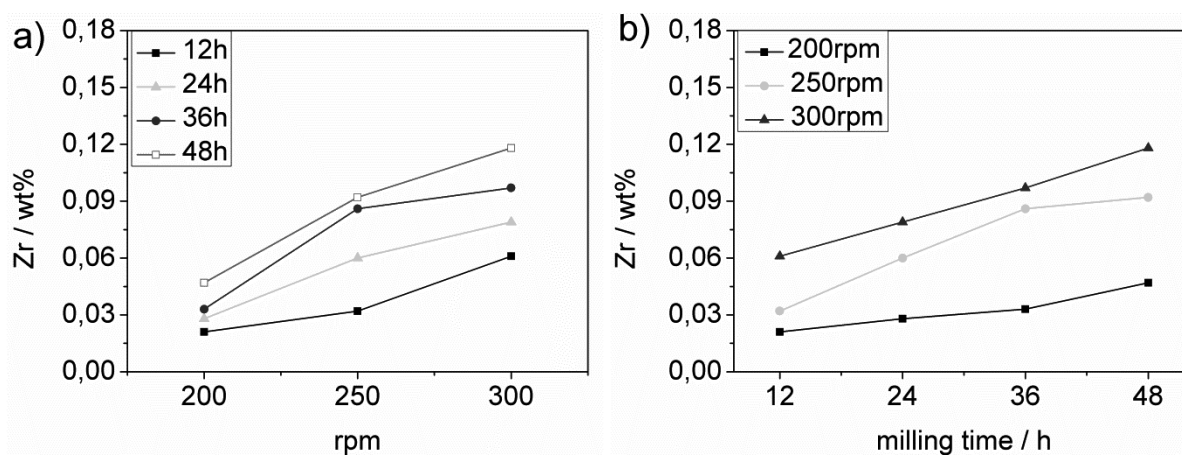 a)
12h
24h
36h
48h
0,18
0,15
0,12
0,09
0,06
0,03
0,00
Zr / wt%
200 250 300
rpm
b)
200rpm
250rpm
300rpm
0,18
0,15
0,12
0,09
0,06
0,03
0,00
Zr / wt%
12 24 36 48
milling time / h